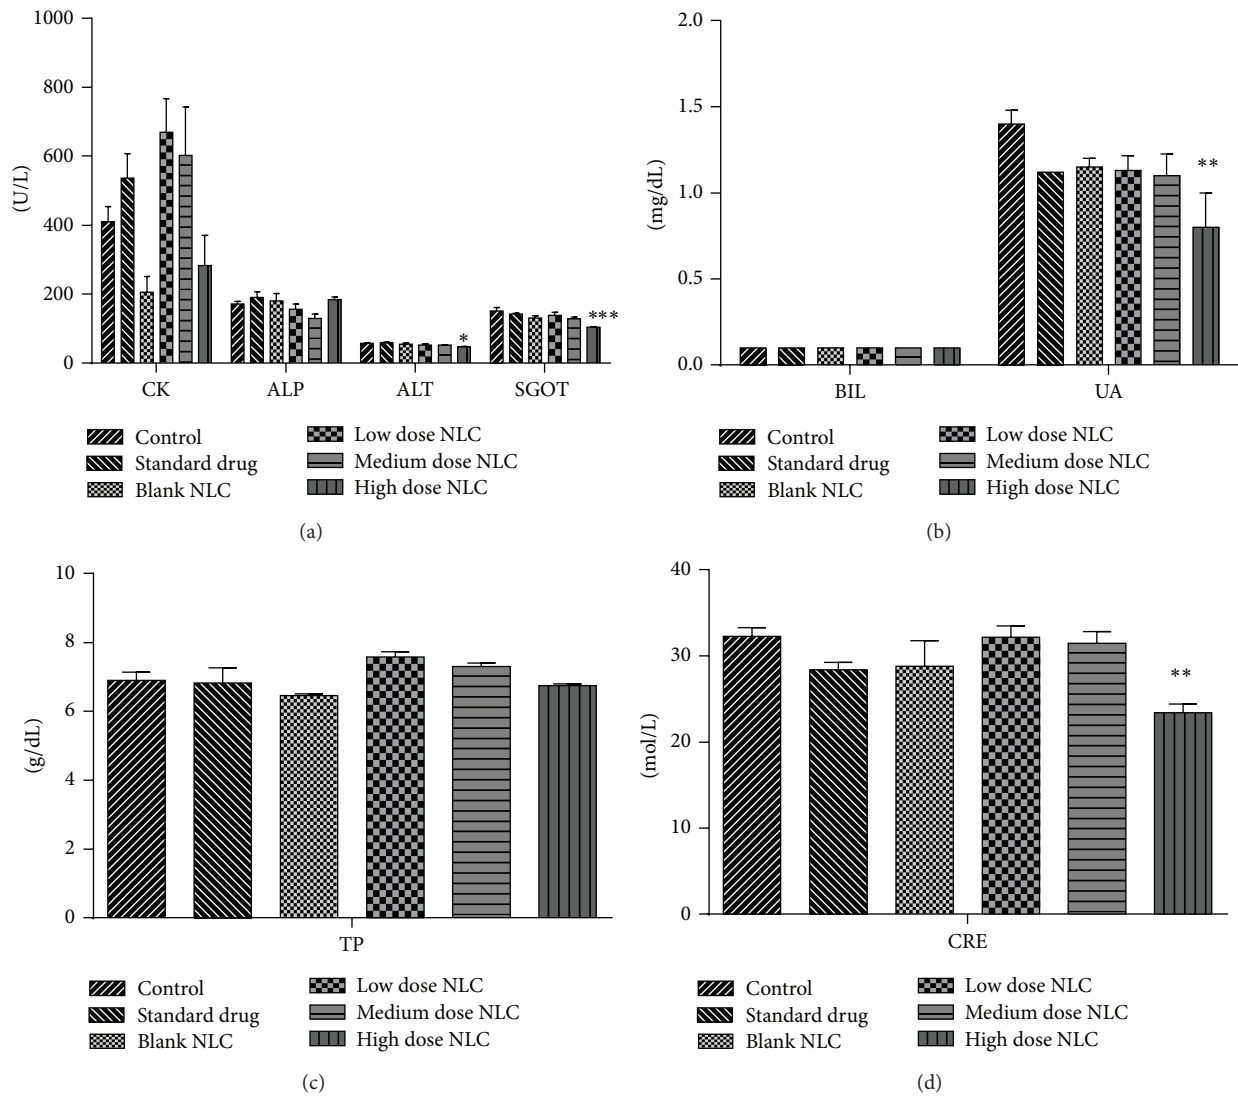 1000
800
600
400
200
0
(U/L)
*
***
CK ALP ALT SGOT
Control
Standard drug
Blank NLC
Low dose NLC
Medium dose NLC
High dose NLC
(a)
2.0
1.5
1.0
0.5
0.0
(mg/dL)
**
BIL UA
Control
Standard drug
Blank NLC
Low dose NLC
Medium dose NLC
High dose NLC
(b)
10
8
6
4
2
0
(g/dL)
TP
Control
Standard drug
Blank NLC
Low dose NLC
Medium dose NLC
High dose NLC
(c)
40
30
20
10
0
(mol/L)
**
CRE
Control
Standard drug
Blank NLC
Low dose NLC
Medium dose NLC
High dose NLC
(d)